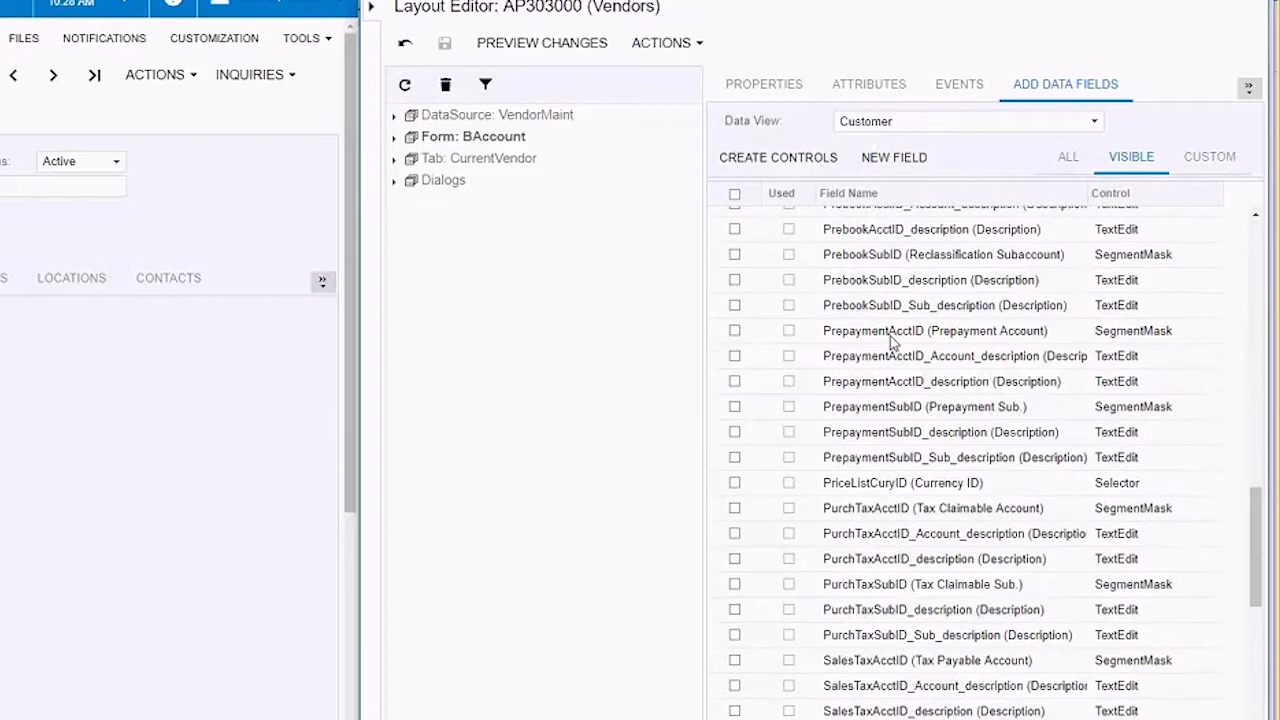 10:28 AM
FILES NOTIFICATIONS CUSTOMIZATION TOOLS
ACTIONS INQUIRIES
Active
LOCATIONS CONTACTS
Layout Editor: AP303000 (Vendors)
PREVIEW CHANGES ACTIONS
DataSource: VendorMaint
Form: BAccount
Tab: CurrentVendor
Dialogs
PROPERTIES ATTRIBUTES EVENTS ADD DATA FIELDS
Data View: Customer
CREATE CONTROLS NEW FIELD ALL VISIBLE CUSTOM
Used Field Name Control
PrebookAcctID_Account_description (Description TextEdit
PrebookAcctID_description (Description) TextEdit
PrebookSubID (Reclassification Subaccount) SegmentMask
PrebookSubID_description (Description) TextEdit
PrebookSubID_Sub_description (Description) TextEdit
PrepaymentAcctID (Prepayment Account) SegmentMask
PrepaymentAcctID_Account_description (Descrip TextEdit
PrepaymentAcctID_description (Description) TextEdit
PrepaymentSubID (Prepayment Sub.) SegmentMask
PrepaymentSubID_description (Description) TextEdit
PrepaymentSubID_Sub_description (Description) TextEdit
PriceListCuryID (Currency ID) Selector
PurchTaxAcctID (Tax Claimable Account) SegmentMask
PurchTaxAcctID_Account_description (Descriptio TextEdit
PurchTaxAcctID_description (Description) TextEdit
PurchTaxSubID (Tax Claimable Sub.) SegmentMask
PurchTaxSubID_description (Description) TextEdit
PurchTaxSubID_Sub_description (Description) TextEdit
SalesTaxAcctID (Tax Payable Account) SegmentMask
SalesTaxAcctID_Account_description (Description TextEdit
SalesTaxAcctID_description (Description) TextEdit